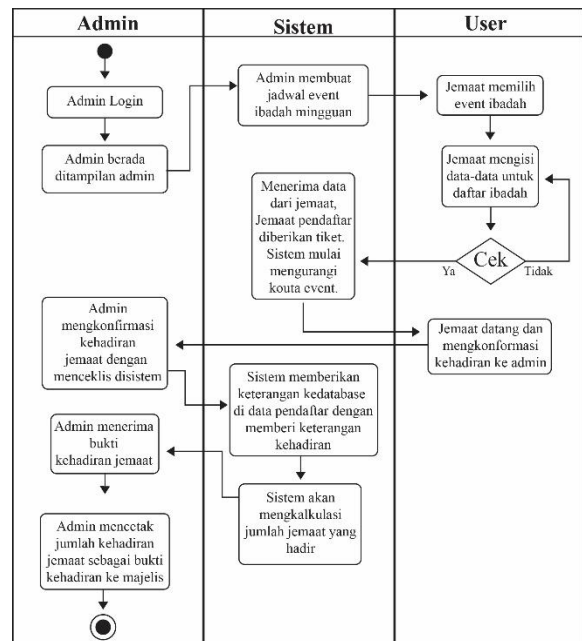 Admin
Sistem
User
Admin Login
Admin berada
ditampilan admin
Admin membuat
jadwal event
ibadah mingguan
Jemaat memilih
event ibadah
Jemaat mengisi
data-data untuk
daftar ibadah
Cek
Ya
Tidak
Menerima data
dari jemaat,
Jemaat pendaftar
diberikan tiket.
Sistem mulai
mengurangi
kouta event.
Jemaat datang dan
mengkonformasi
kehadiran ke admin
Admin
mengkonfirmasi
kehadiran
jemaat dengan
menceklis disistem
Sistem memberikan
keterangan kedatabase
di data pendaftar dengan
memberi keterangan
kehadiran
Sistem akan
mengkalkulasi
jumlah jemaat yang
hadir
Admin menerima
bukti
kehadiran jemaat
Admin mencetak
jumlah kehadiran
jemaat sebagai bukti
kehadiran ke majelis